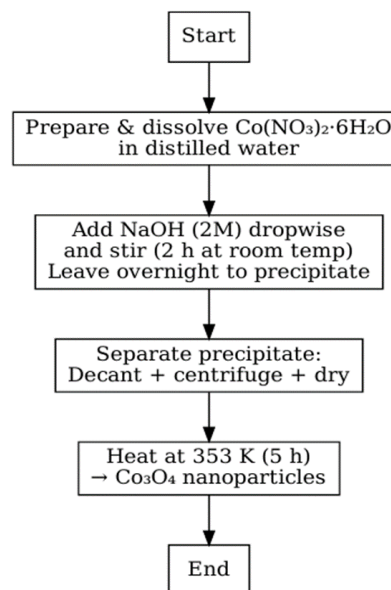 Start
Prepare & dissolve Co(NO₃)₂·6H₂O
in distilled water
Add NaOH (2M) dropwise
and stir (2 h at room temp)
Leave overnight to precipitate
Separate precipitate:
Decant + centrifuge + dry
Heat at 353 K (5 h)
→ Co₃O₄ nanoparticles
End